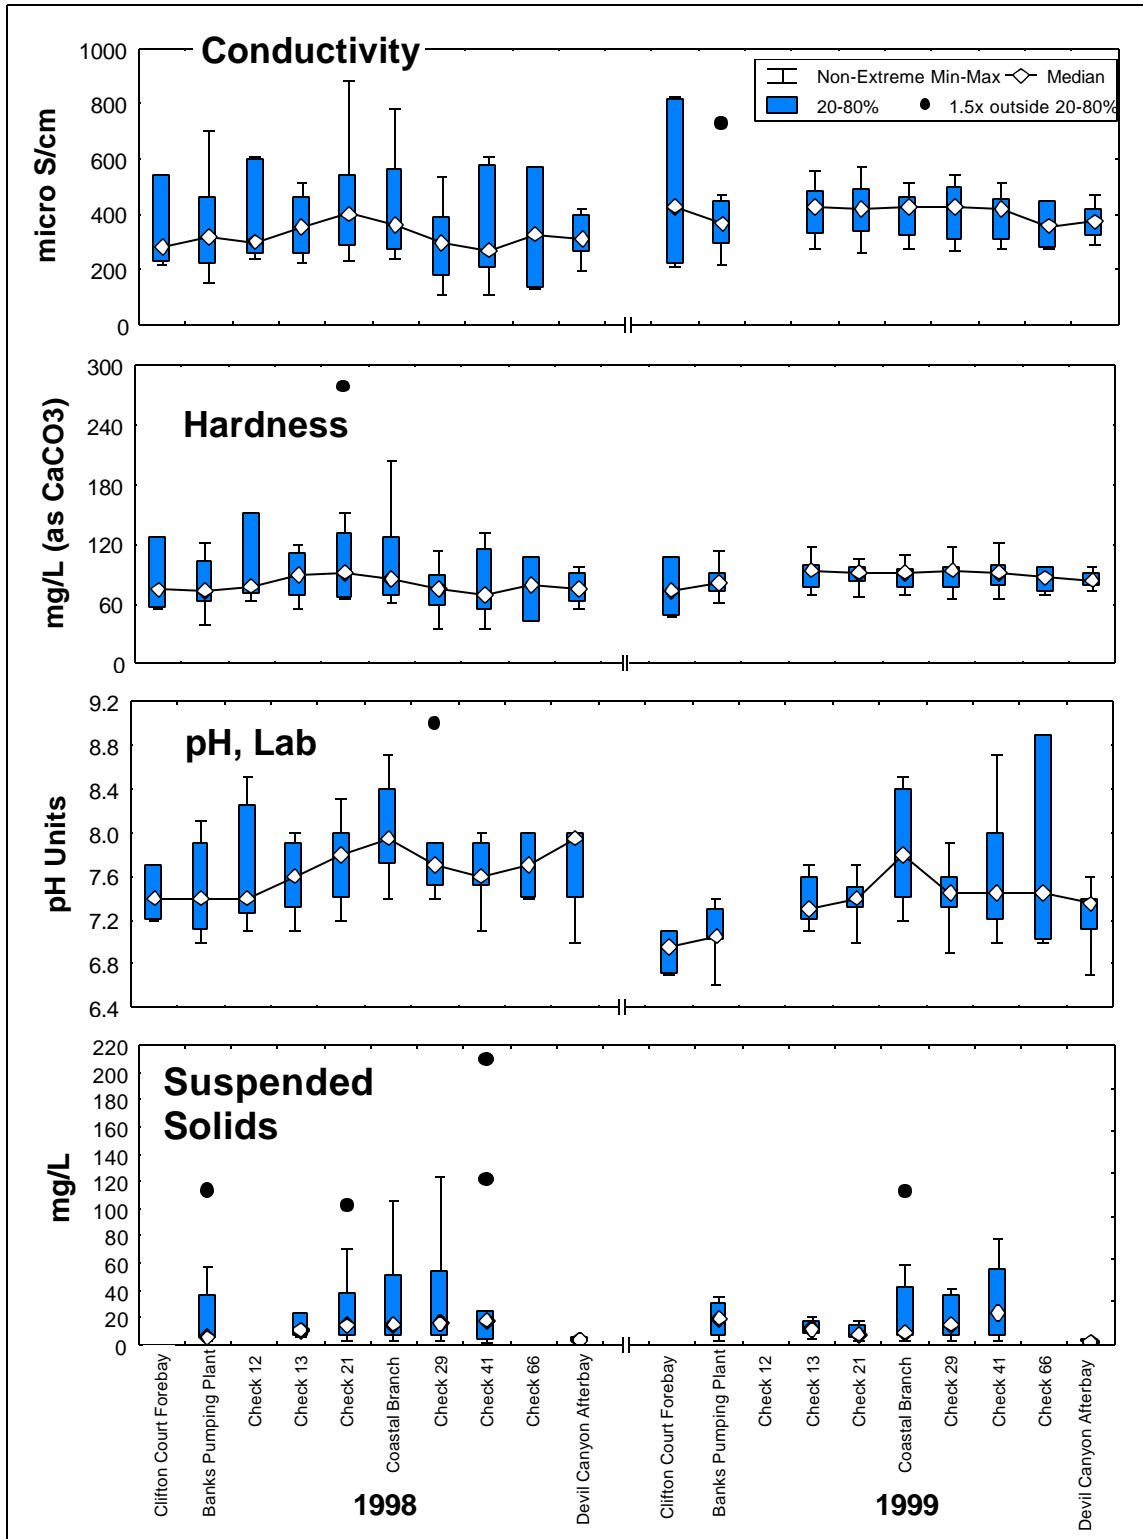 Conductivity
Non-Extreme Min-Max Median
20-80% 1.5x outside 20-80%
micro S/cm
1000
800
600
400
200
0
Hardness
mg/L (as CaCO3)
300
240
180
120
60
0
pH, Lab
pH Units
9.2
8.8
8.4
8.0
7.6
7.2
6.8
6.4
Suspended
Solids
mg/L
220
200
180
160
140
120
100
80
60
40
20
0
Clifton Court Forebay
Banks Pumping Plant
Check 12
Check 13
Check 21
Coastal Branch
Check 29
Check 41
Check 66
Devil Canyon Afterbay
Clifton Court Forebay
Banks Pumping Plant
Check 12
Check 13
Check 21
Coastal Branch
Check 29
Check 41
Check 66
Devil Canyon Afterbay
1998
1999